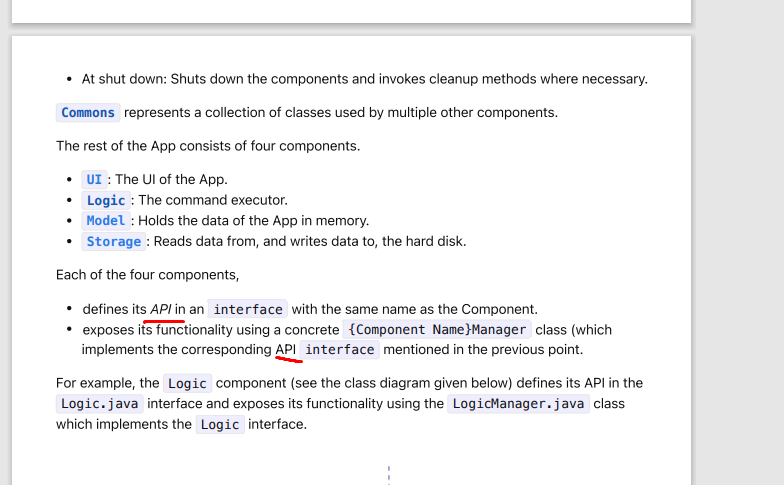 At shut down: Shuts down the components and invokes cleanup methods where necessary.
Commons represents a collection of classes used by multiple other components.
The rest of the App consists of four components.
UI : The UI of the App.
Logic : The command executor.
Model : Holds the data of the App in memory.
Storage : Reads data from, and writes data to, the hard disk.
Each of the four components,
defines its API in an interface with the same name as the Component.
exposes its functionality using a concrete {Component Name}Manager class (which
implements the corresponding API interface mentioned in the previous point.
For example, the Logic component (see the class diagram given below) defines its API in the
Logic.java interface and exposes its functionality using the LogicManager.java class
which implements the Logic interface.